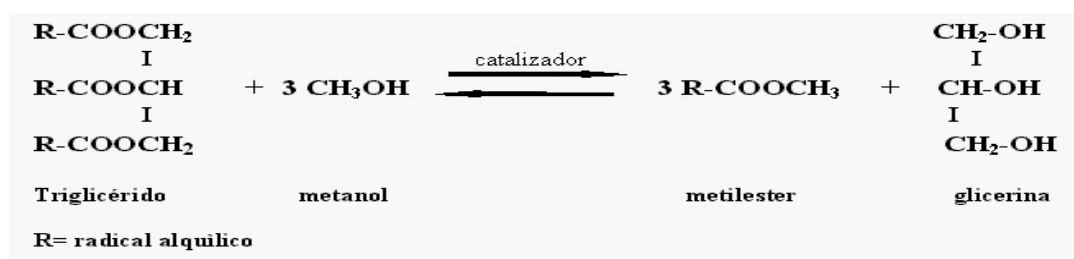 R-COOCH₂ CH₂-OH
I catalizador I
R-COOCH + 3 CH₃OH 3 R-COOCH₃ + CH-OH
I I
R-COOCH₂ CH₂-OH
Triglicérido metanol metilester glicerina
R= radical alquìlico